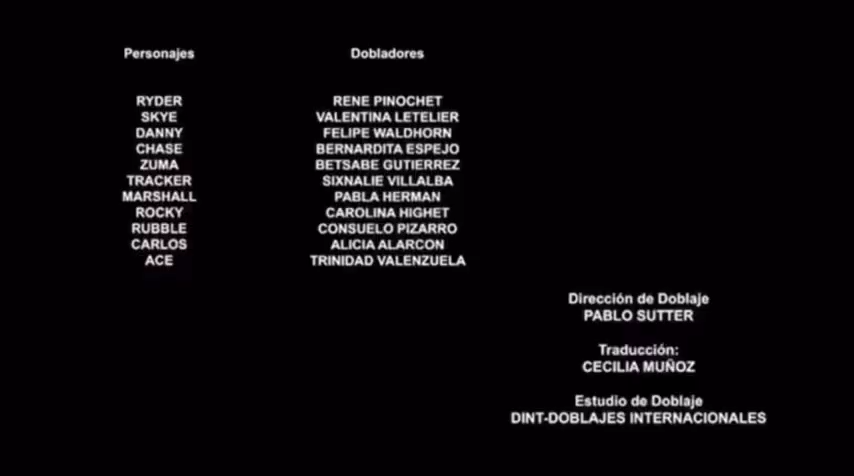 Personajes Dobladores
RYDER RENE PINOCHET
SKYE VALENTINA LETELIER
DANNY FELIPE WALDHORN
CHASE BERNARDITA ESPEJO
ZUMA BETSABE GUTIERREZ
TRACKER SIXNALIE VILLALBA
MARSHALL PABLA HERMAN
ROCKY CAROLINA HIGHET
RUBBLE CONSUELO PIZARRO
CARLOS ALICIA ALARCON
ACE TRINIDAD VALENZUELA
Dirección de Doblaje
PABLO SUTTER
Traducción:
CECILIA MUÑOZ
Estudio de Doblaje
DINT-DOBLAJES INTERNACIONALES